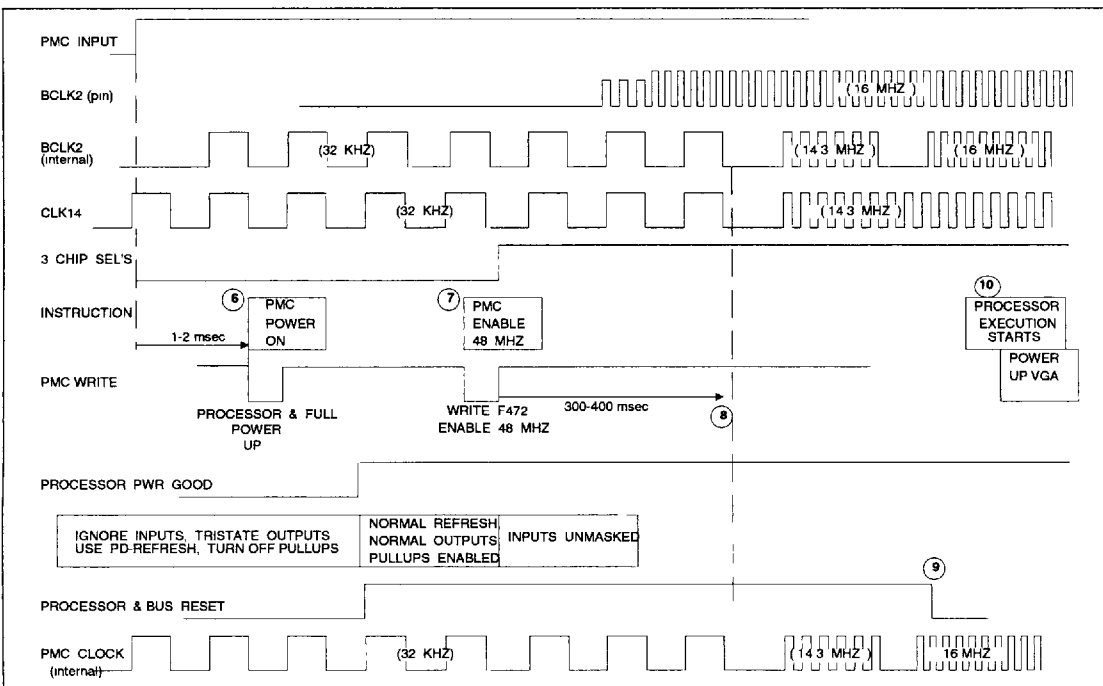 PMC INPUT
BCLK2 (pin)
(16 MHZ)
BCLK2
(internal)
(32 KHZ)
(14 3 MHZ)
(16 MHZ)
CLK14
(32 KHZ)
(14 3 MHZ)
3 CHIP SEL'S
INSTRUCTION
1-2 msec
6
PMC
POWER
ON
7
PMC
ENABLE
48 MHZ
10
PROCESSOR
EXECUTION
STARTS
POWER
UP VGA
PMC WRITE
PROCESSOR & FULL
POWER
UP
WRITE F472
ENABLE 48 MHZ
300-400 msec
8
PROCESSOR PWR GOOD
IGNORE INPUTS, TRISTATE OUTPUTS
USE PD-REFRESH, TURN OFF PULLUPS
NORMAL REFRESH
NORMAL OUTPUTS
PULLUPS ENABLED
INPUTS UNMASKED
9
PROCESSOR & BUS RESET
PMC CLOCK
(internal)
(32 KHZ)
(14 3 MHZ)
16 MHZ